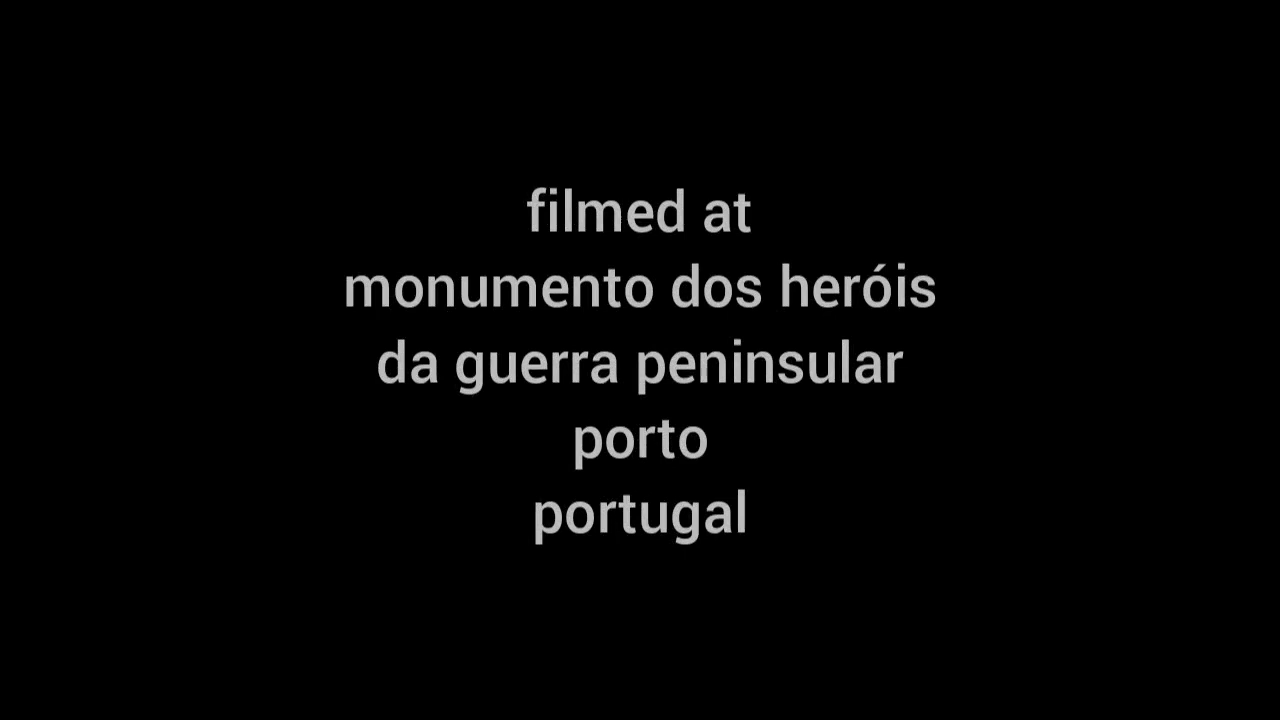 filmed at
monumento dos heróis
da guerra peninsular
porto
portugal